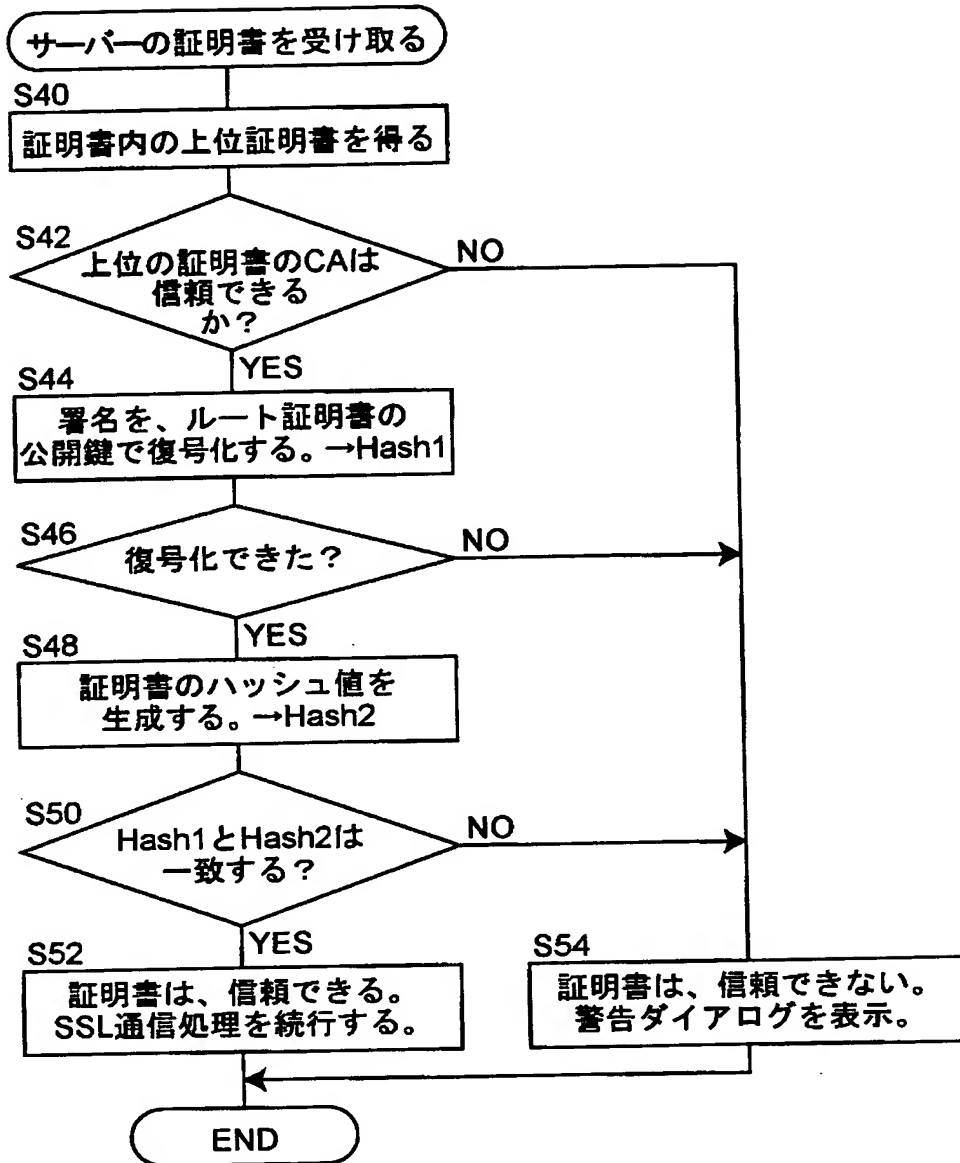 サーバーの証明書を受け取る
S40
証明書内の上位証明書を得る
S42
上位の証明書のCAは
信頼できる
か？
NO
YES
S44
署名を、ルート証明書の
公開鍵で復号化する。→Hash1
S46
復号化できた？
NO
YES
S48
証明書のハッシュ値を
生成する。→Hash2
S50
Hash1とHash2は
一致する？
NO
YES
S52
証明書は、信頼できる。
SSL通信処理を続行する。
S54
証明書は、信頼できない。
警告ダイアログを表示。
END